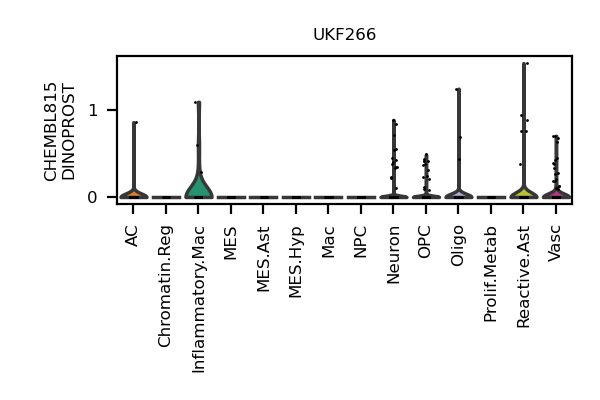 UKF266
CHEMBL815
DINOPROST
1
0
AC
Chromatin.Reg
Inflammatory.Mac
MES
MES.Ast
MES.Hyp
Mac
NPC
Neuron
OPC
Oligo
Prolif.Metab
Reactive.Ast
Vasc